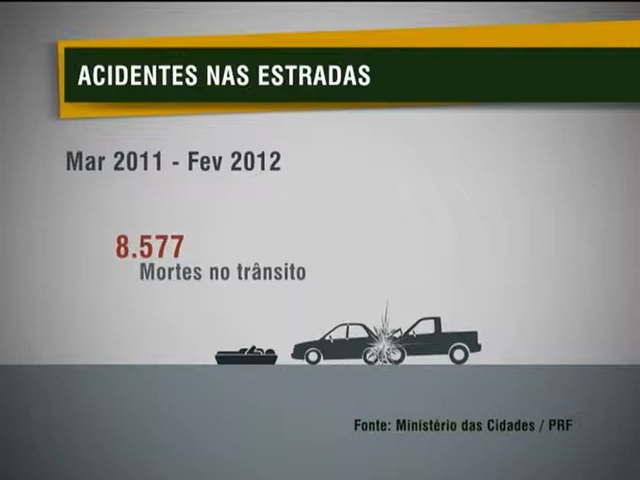 ACIDENTES NAS ESTRADAS
Mar 2011 - Fev 2012
8.577
Mortes no trânsito
Fonte: Ministério das Cidades / PRF